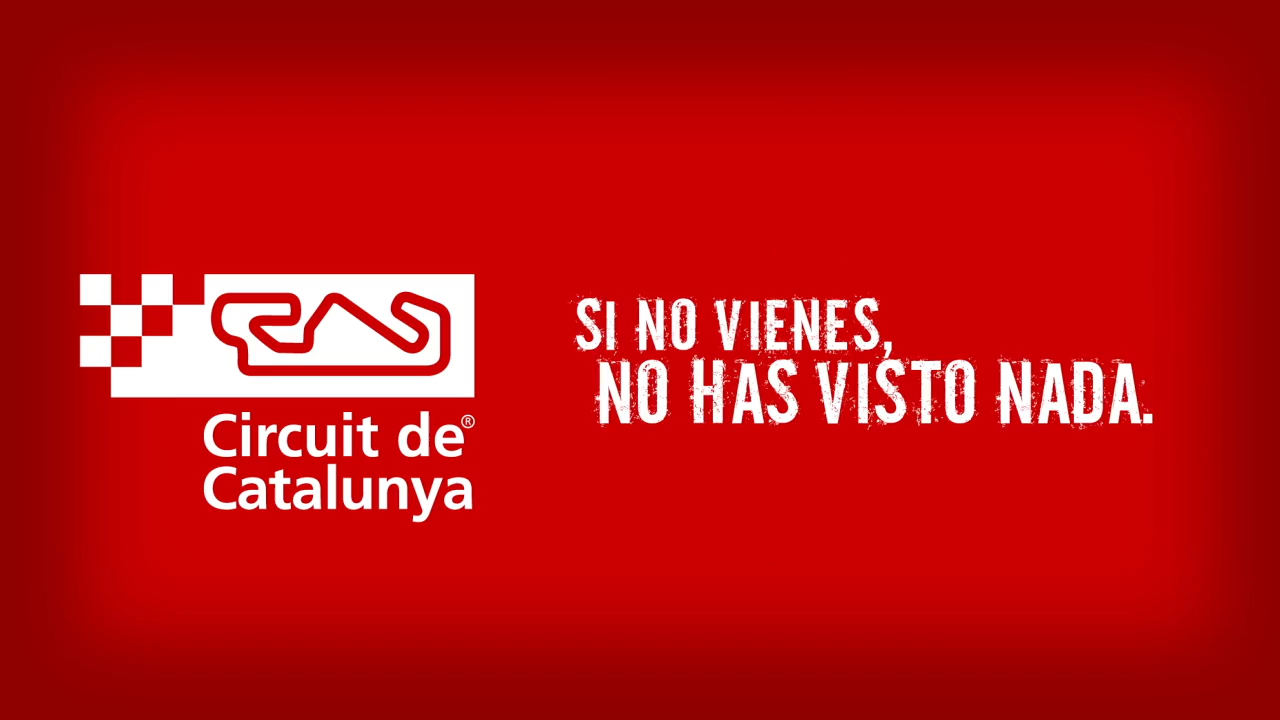 Circuit de®
Catalunya
SI NO VIENES,
NO HAS VISTO NADA.